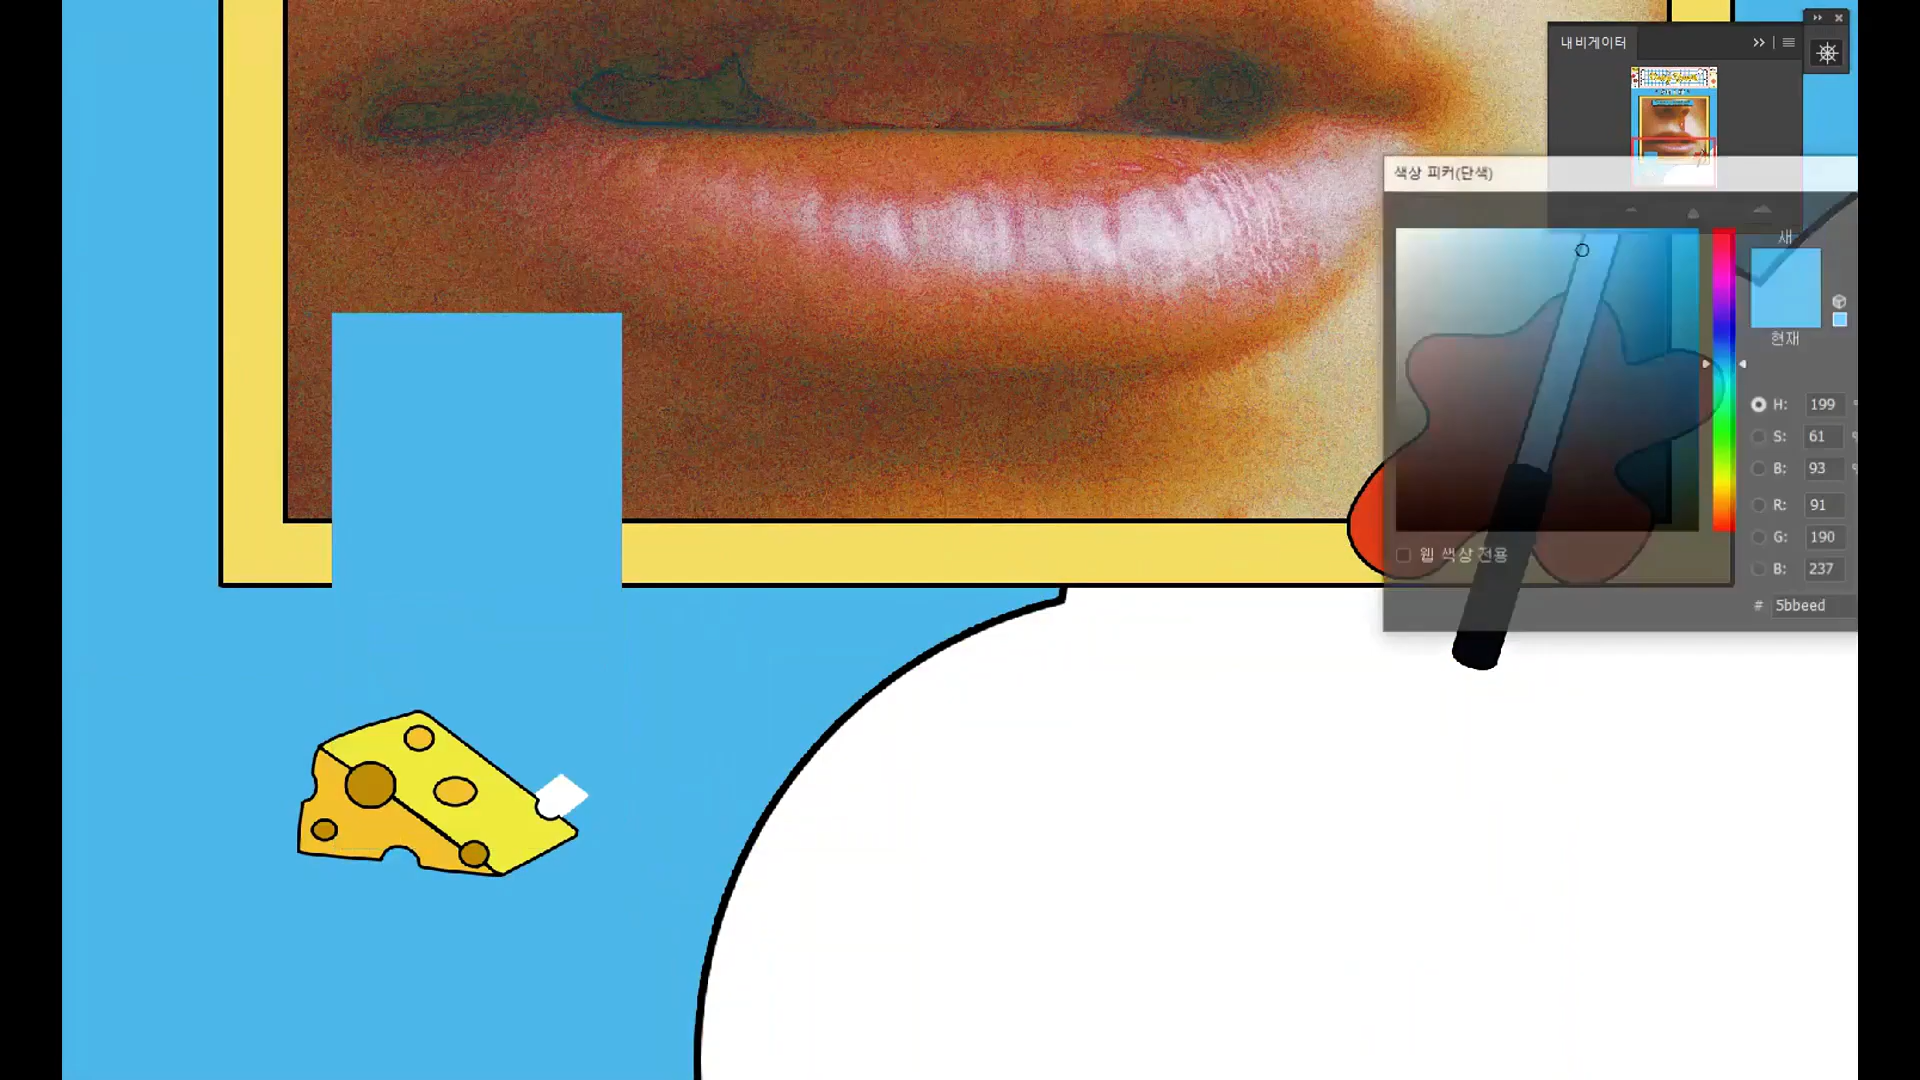 내비게이터
색상 피커(단색)
새
현재
H: 199
S: 61
B: 93
R: 91
G: 190
B: 237
웹 색상 전용
# 5bbeed